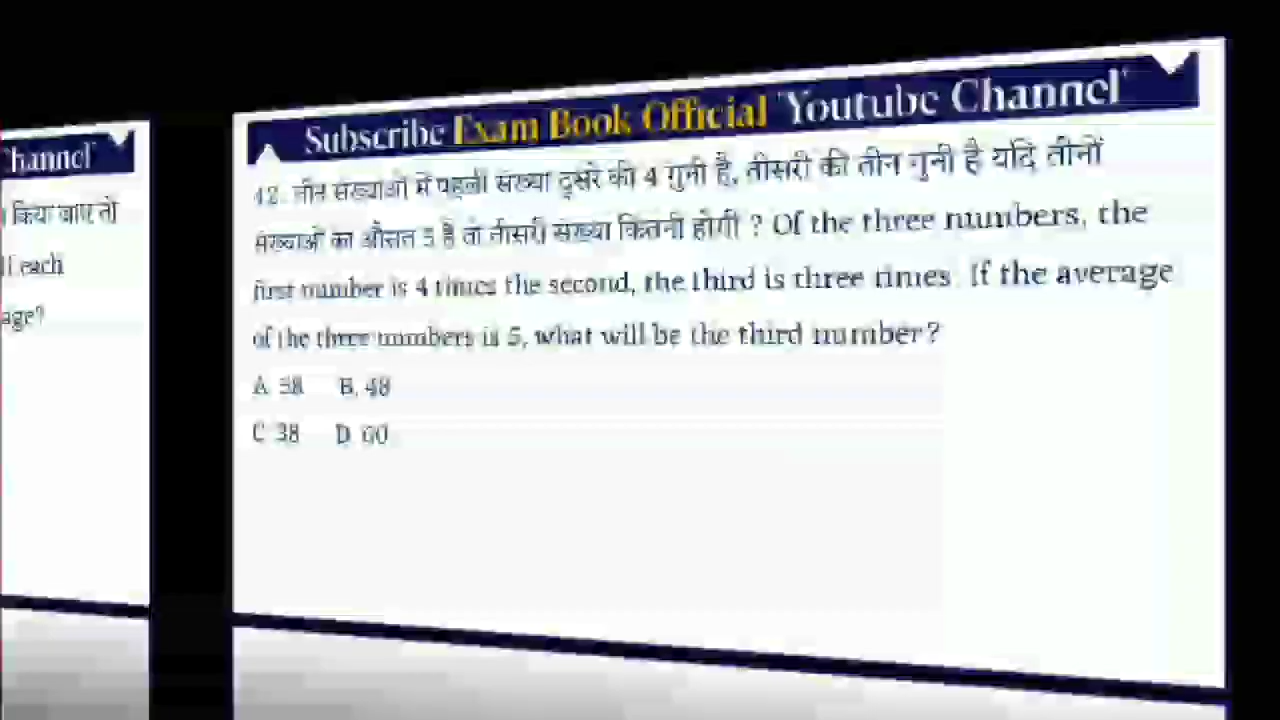 Channel'
किया जाए तो
each
age?
Subscribe Exam Book Official 'Youtube Channel'
42. तीन संख्याओं में पहली संख्या दूसरे की 4 गुनी है, तीसरी की तीन गुनी है यदि तीनों
संख्याओं का औसत 5 है तो तीसरी संख्या कितनी होगी ? Of the three numbers, the
first number is 4 times the second, the third is three times. If the average
of the three numbers is 5, what will be the third number?
A 58 B. 48
C 38 D 60